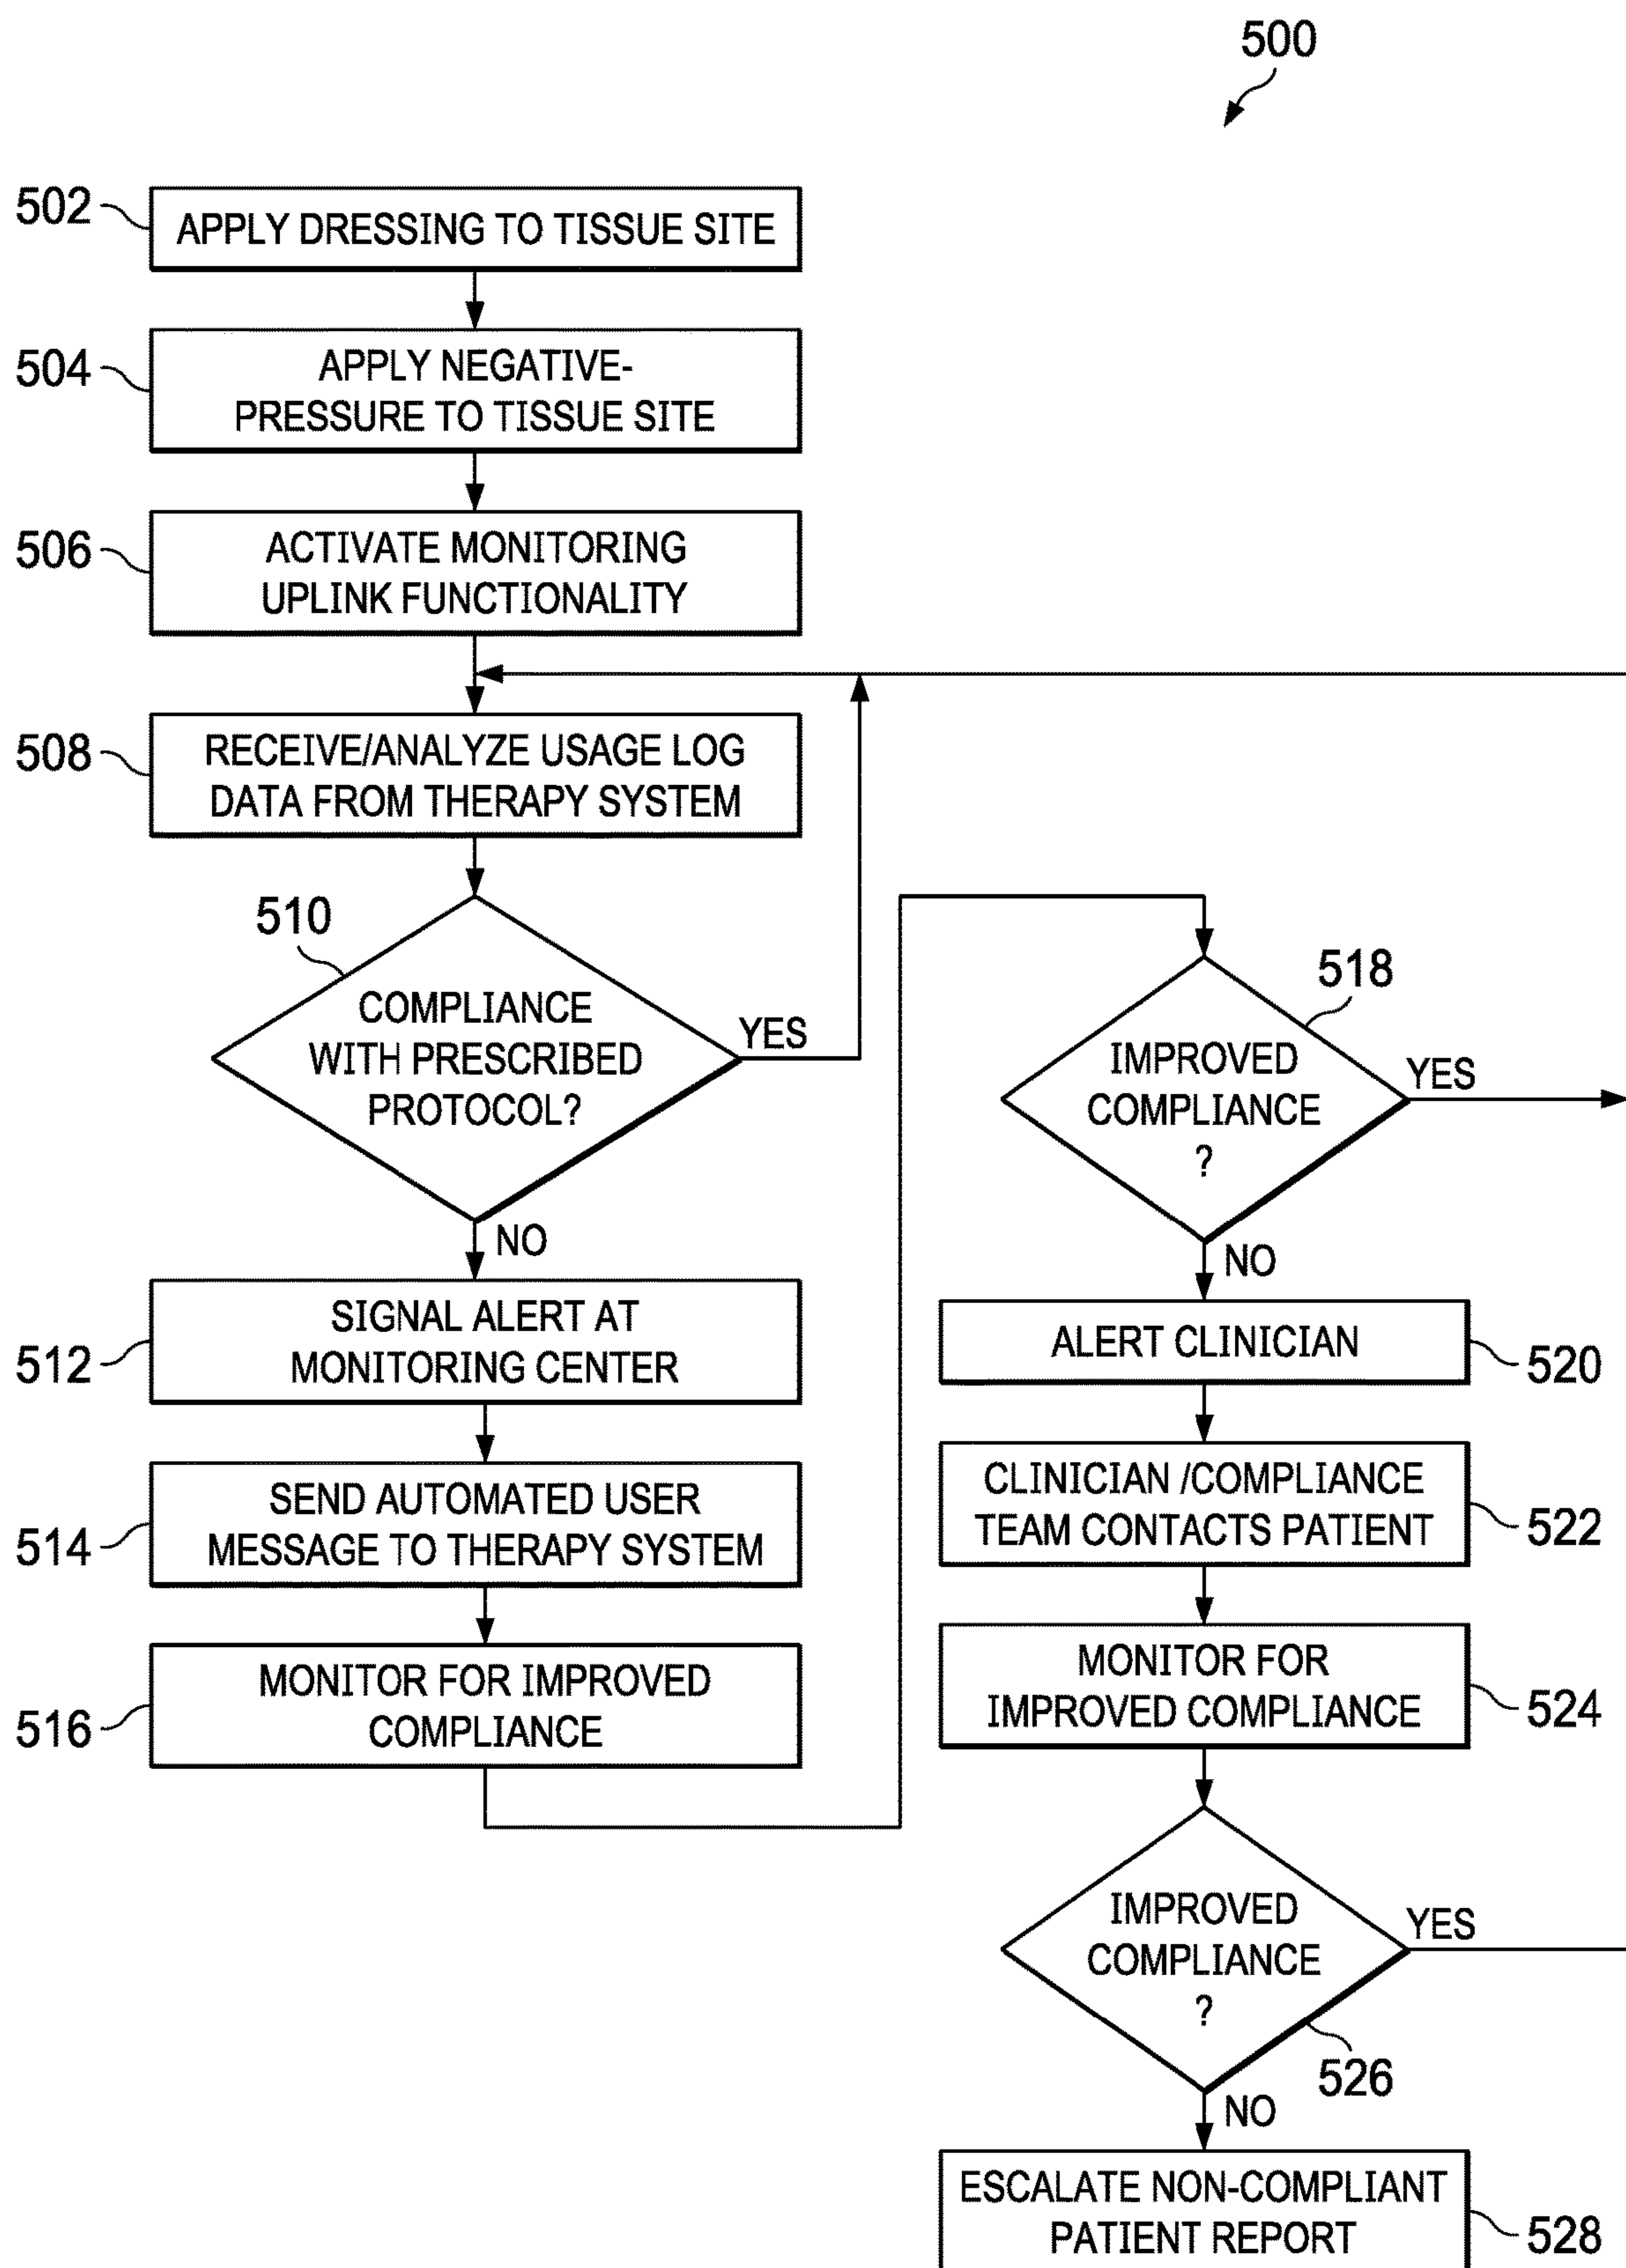 500
502
APPLY DRESSING TO TISSUE SITE
504
APPLY NEGATIVE-
PRESSURE TO TISSUE SITE
506
ACTIVATE MONITORING
UPLINK FUNCTIONALITY
508
RECEIVE/ANALYZE USAGE LOG
DATA FROM THERAPY SYSTEM
510
COMPLIANCE
WITH PRESCRIBED
PROTOCOL?
YES
NO
512
SIGNAL ALERT AT
MONITORING CENTER
514
SEND AUTOMATED USER
MESSAGE TO THERAPY SYSTEM
516
MONITOR FOR IMPROVED
COMPLIANCE
518
IMPROVED
COMPLIANCE
?
YES
NO
ALERT CLINICIAN
520
CLINICIAN /COMPLIANCE
TEAM CONTACTS PATIENT
522
MONITOR FOR
IMPROVED COMPLIANCE
524
IMPROVED
COMPLIANCE
?
YES
526
NO
ESCALATE NON-COMPLIANT
PATIENT REPORT
528